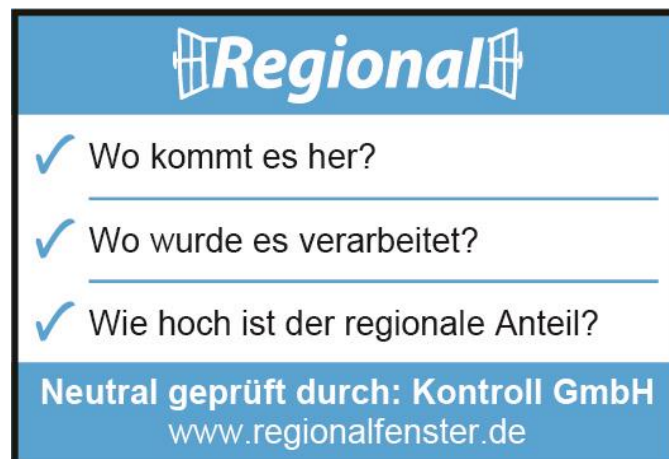 Regional
Wo kommt es her?
Wo wurde es verarbeitet?
Wie hoch ist der regionale Anteil?
Neutral geprüft durch: Kontroll GmbH
www.regionalfenster.de